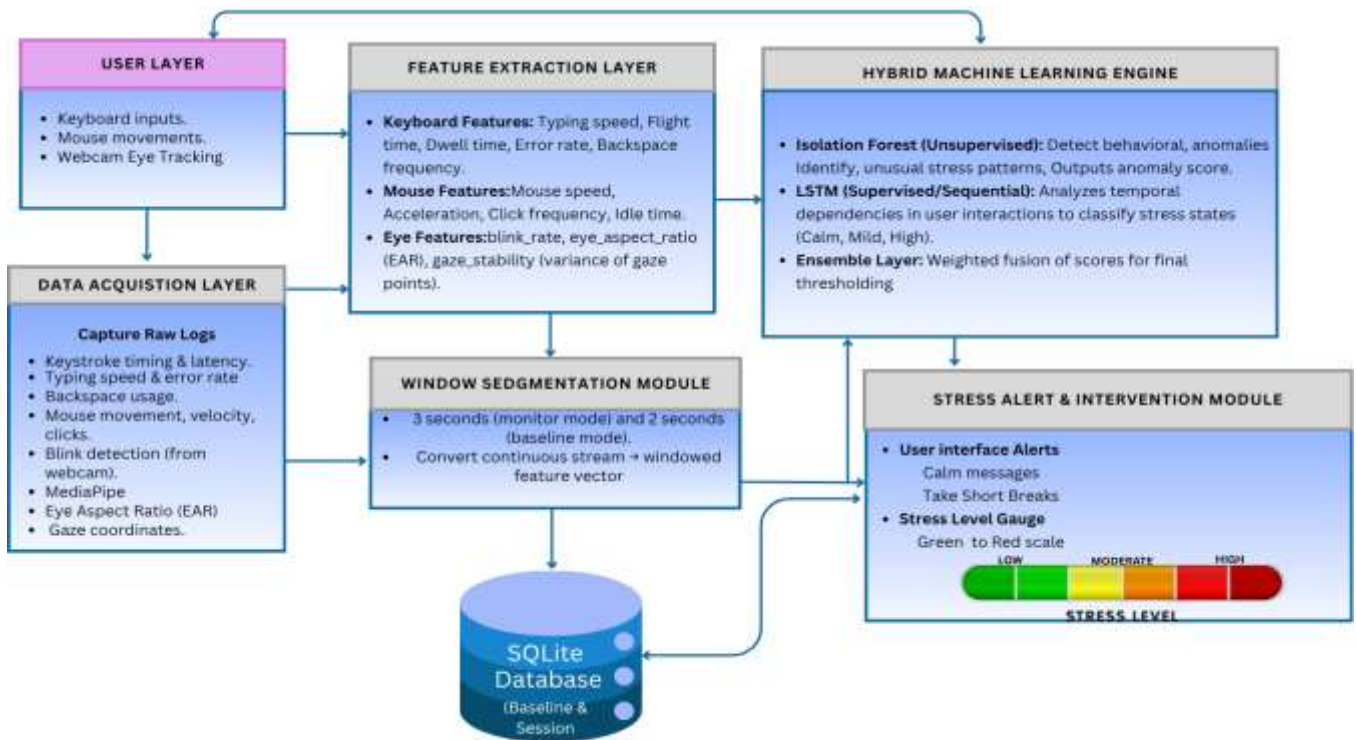 USER LAYER
Keyboard inputs.
Mouse movements.
Webcam Eye Tracking
FEATURE EXTRACTION LAYER
Keyboard Features: Typing speed, Flight
time, Dwell time, Error rate, Backspace
frequency.
Mouse Features:Mouse speed,
Acceleration, Click frequency, Idle time.
Eye Features:blink_rate, eye_aspect_ratio
(EAR), gaze_stability (variance of gaze
points).
HYBRID MACHINE LEARNING ENGINE
Isolation Forest (Unsupervised): Detect behavioral, anomalies
Identify, unusual stress patterns, Outputs anomaly score.
LSTM (Supervised/Sequential): Analyzes temporal
dependencies in user interactions to classify stress states
(Calm, Mild, High).
Ensemble Layer: Weighted fusion of scores for final
thresholding
DATA ACQUISTION LAYER
Capture Raw Logs
Keystroke timing & latency.
Typing speed & error rate
Backspace usage.
Mouse movement, velocity,
clicks.
Blink detection (from
webcam).
MediaPipe
Eye Aspect Ratio (EAR)
Gaze coordinates.
WINDOW SEDGMENTATION MODULE
3 seconds (monitor mode) and 2 seconds
(baseline mode).
Convert continuous stream → windowed
feature vector
STRESS ALERT & INTERVENTION MODULE
User interface Alerts
Calm messages
Take Short Breaks
Stress Level Gauge
Green to Red scale
LOW MODERATE HIGH
STRESS LEVEL
SQLite
Database
(Baseline &
Session